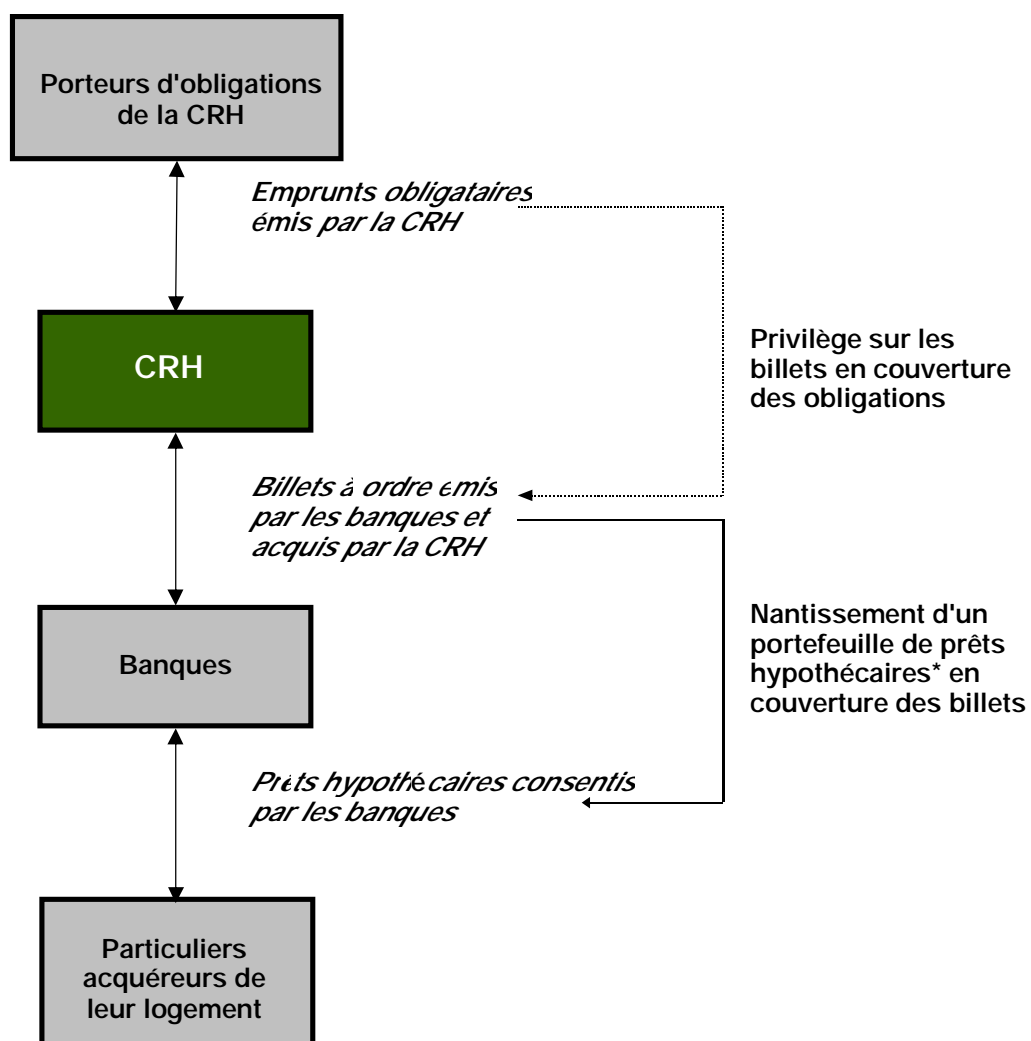 Porteurs d'obligations
de la CRH
Emprunts obligataires
émis par la CRH
CRH
Privilège sur les
billets en couverture
des obligations
Billets à ordre émis
par les banques et
acquis par la CRH
Nantissement d'un
portefeuille de prêts
hypothécaires* en
couverture des billets
Banques
Prêts hypothécaires consentis
par les banques
Particuliers
acquéreurs de
leur logement